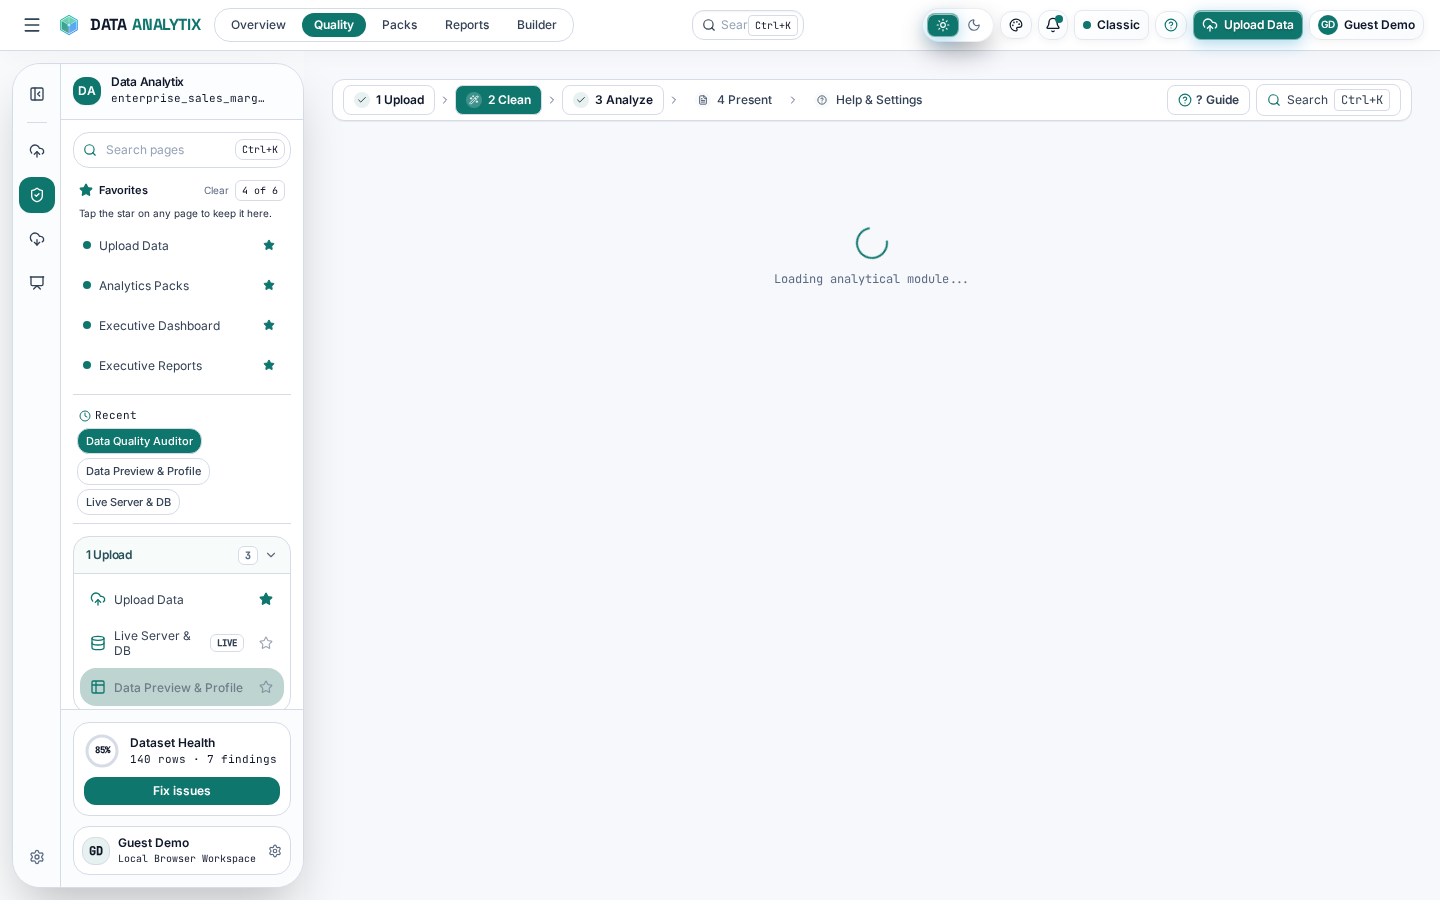 DATA ANALYTIX
Overview
Quality
Packs
Reports
Builder
Sear
Ctrl+K
Classic
Upload Data
GD
Guest Demo
DA
Data Analytix
enterprise_sales_marg…
Search pages
Ctrl+K
Favorites
Clear
4 of 6
Tap the star on any page to keep it here.
Upload Data
Analytics Packs
Executive Dashboard
Executive Reports
Recent
Data Quality Auditor
Data Preview & Profile
Live Server & DB
1 Upload
3
Upload Data
Live Server &
DB
LIVE
Data Preview & Profile
85%
Dataset Health
140 rows · 7 findings
Fix issues
GD
Guest Demo
Local Browser Workspace
1 Upload
2 Clean
3 Analyze
4 Present
Help & Settings
? Guide
Search
Ctrl+K
Loading analytical module...